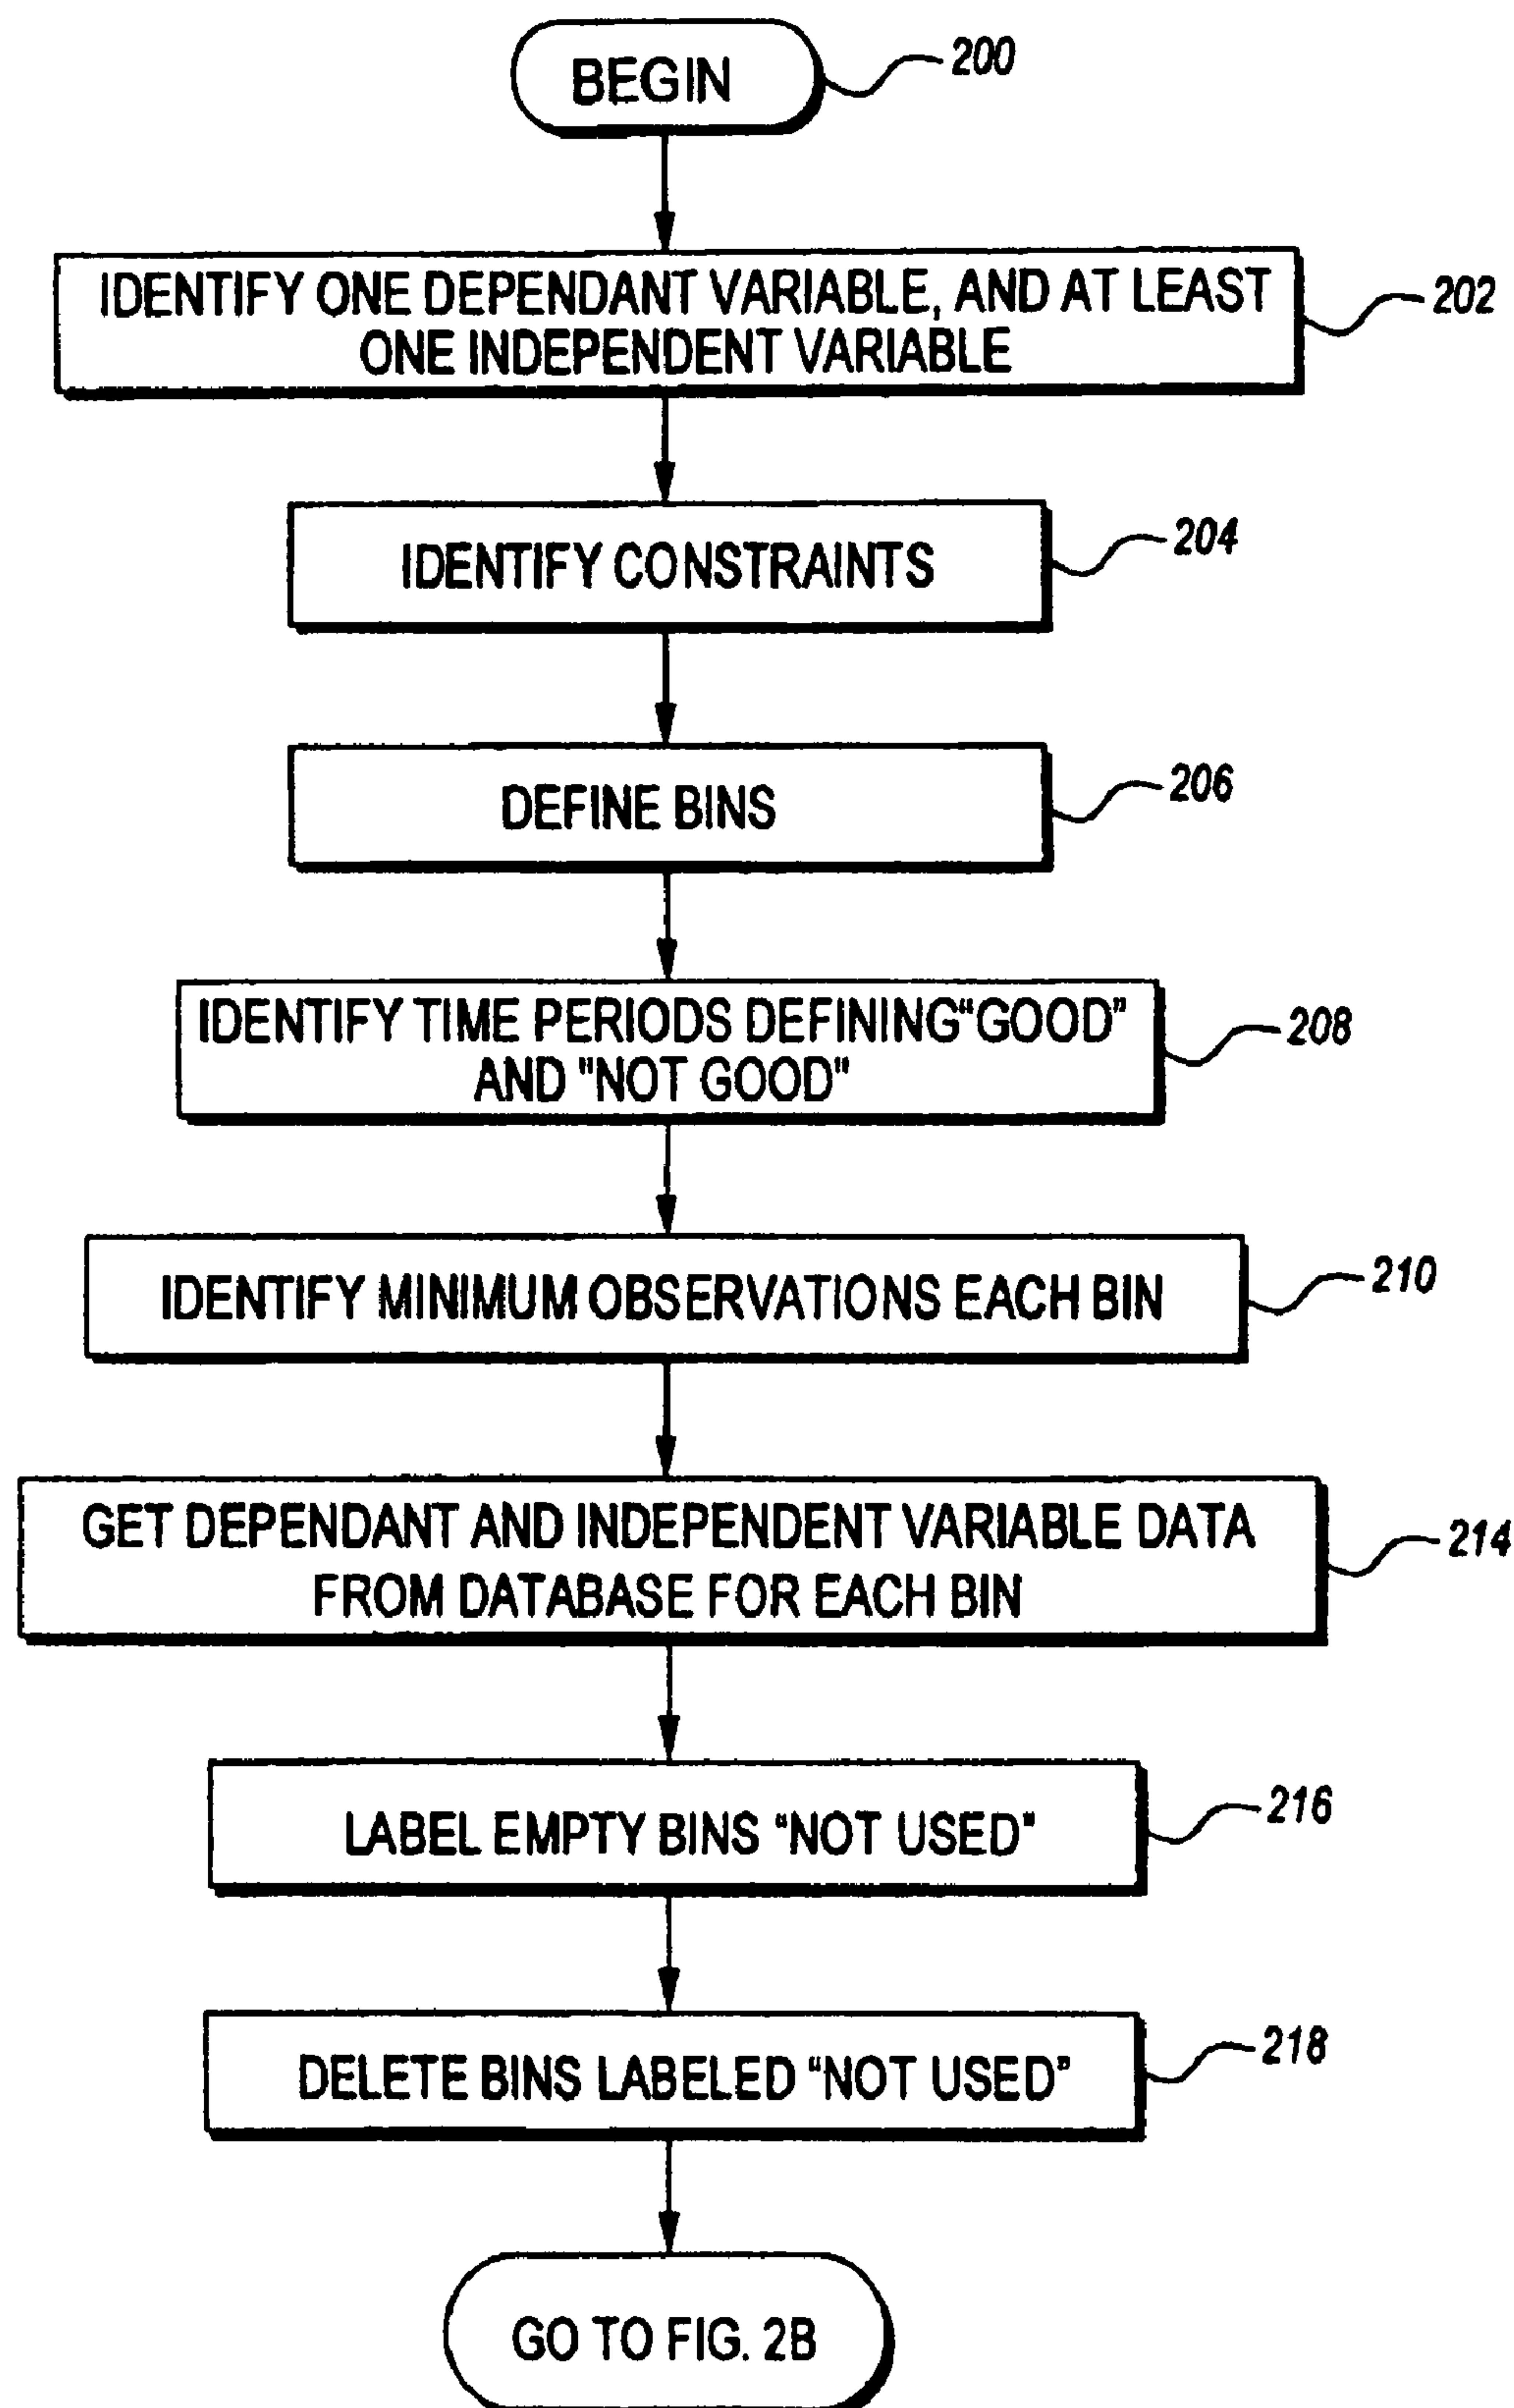 BEGIN
200
IDENTIFY ONE DEPENDANT VARIABLE, AND AT LEAST
ONE INDEPENDENT VARIABLE
202
IDENTIFY CONSTRAINTS
204
DEFINE BINS
206
IDENTIFY TIME PERIODS DEFINING“GOOD”
AND "NOT GOOD"
208
IDENTIFY MINIMUM OBSERVATIONS EACH BIN
210
GET DEPENDANT AND INDEPENDENT VARIABLE DATA
FROM DATABASE FOR EACH BIN
214
LABEL EMPTY BINS “NOT USED”
216
DELETE BINS LABELED “NOT USED”
218
GO TO FIG. 2B